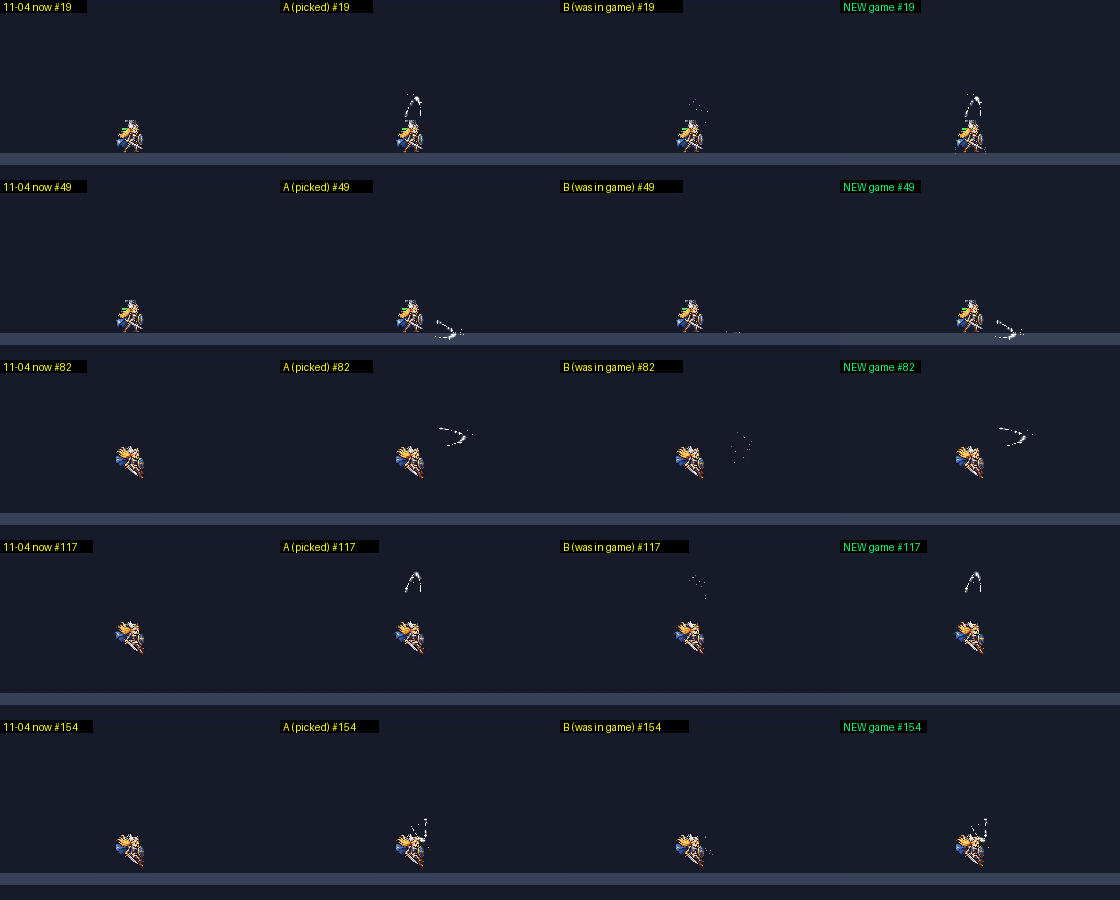 11-04 now #19
A (picked) #19
B (was in game) #19
NEW game #19
11-04 now #49
A (picked) #49
B (was in game) #49
NEW game #49
11-04 now #82
A (picked) #82
B (was in game) #82
NEW game #82
11-04 now #117
A (picked) #117
B (was in game) #117
NEW game #117
11-04 now #154
A (picked) #154
B (was in game) #154
NEW game #154